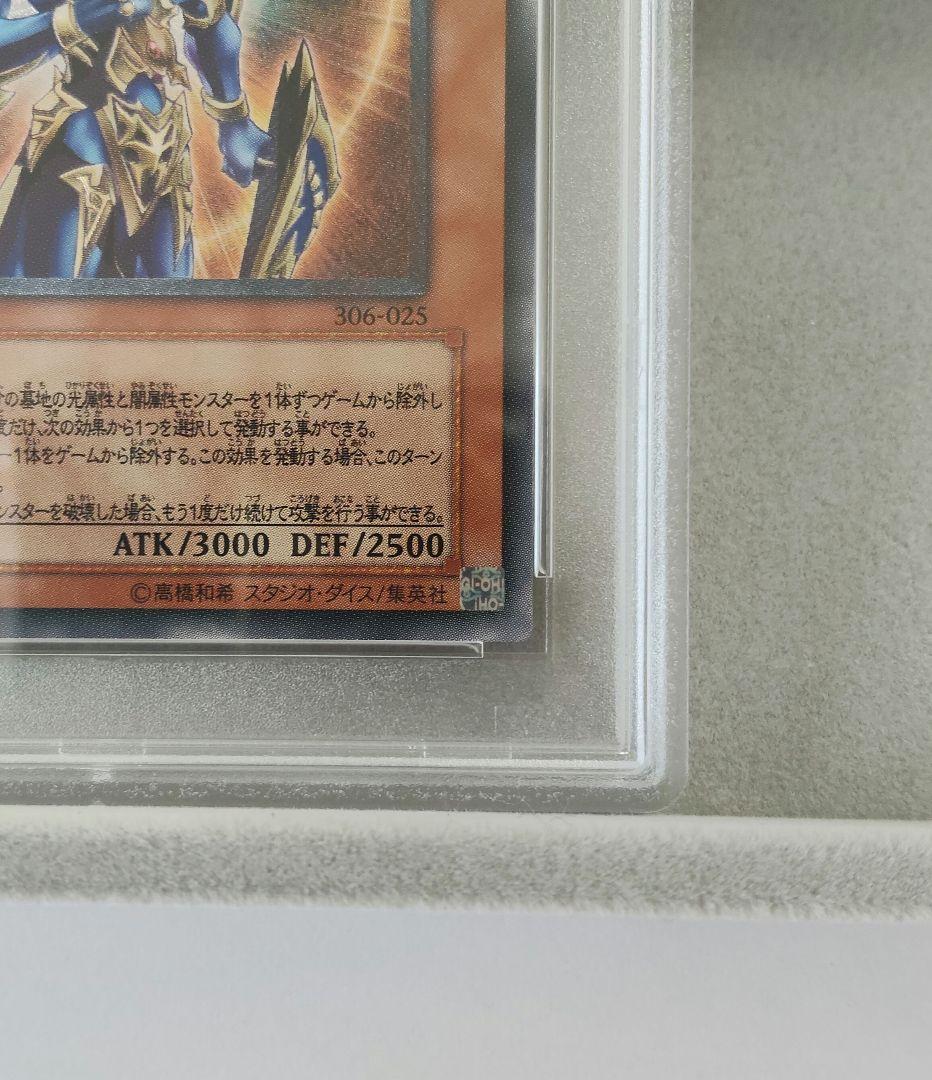 306-025
の墓地の光属性と闇属性モンスターを1体ずつゲームから除外し
度だけ、次の効果から1つを選択して発動する事ができる。
ー1体をゲームから除外する。この効果を発動する場合、このターン
。
ンスターを破壊した場合、もう1度だけ続けて攻撃を行う事ができる。
ATK/3000 DEF/2500
©高橋和希 スタジオ・ダイス/集英社